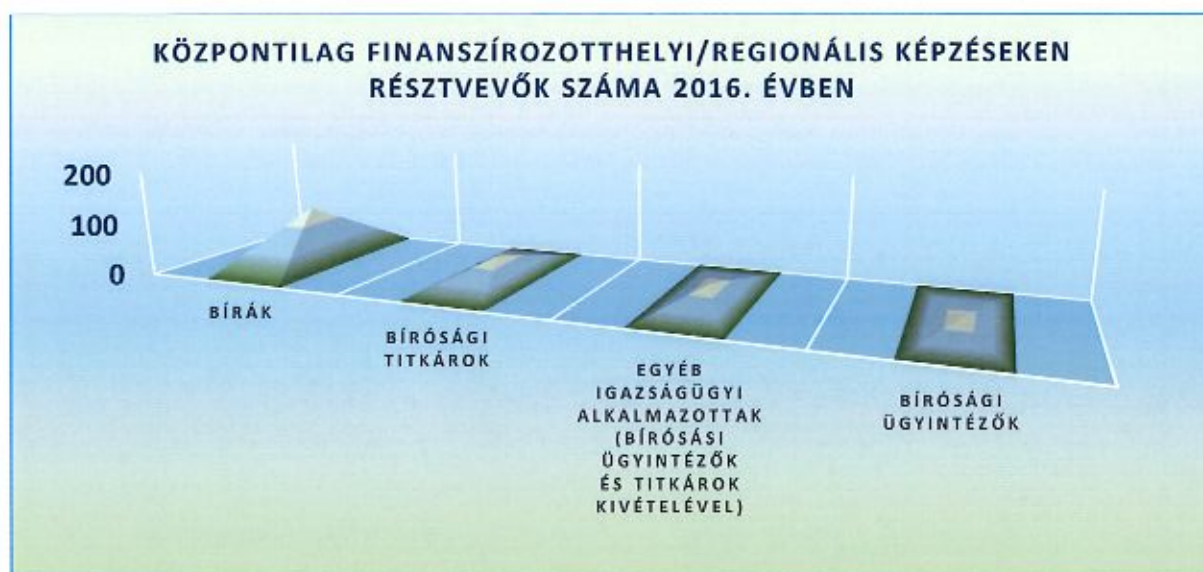 KÖZPONTILAG FINANSZÍROZOTTHELYI/REGIONÁLIS KÉPZÉSEKEN
RÉSZTVEVŐK SZÁMA 2016. ÉVBEN
200
100
0
BÍRÁK
BÍRÓSÁGI
TITKÁROK
EGYÉB
IGAZSÁGÜGYI
ALKALMAZOTTAK
(BÍRÓSÁSI
ÜGYINTÉZŐK
ÉS TITKÁROK
KIVÉTELÉVEL)
BÍRÓSÁGI
ÜGYINTÉZŐK